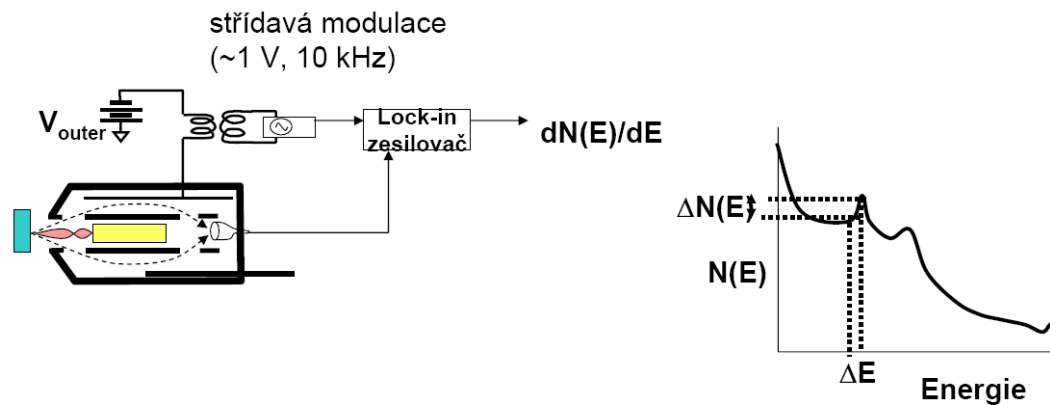 střídavá modulace
(~1 V, 10 kHz)
V outer
Lock-in
zesilovač
dN(E)/dE
ΔN(E)
N(E)
ΔE
Energie